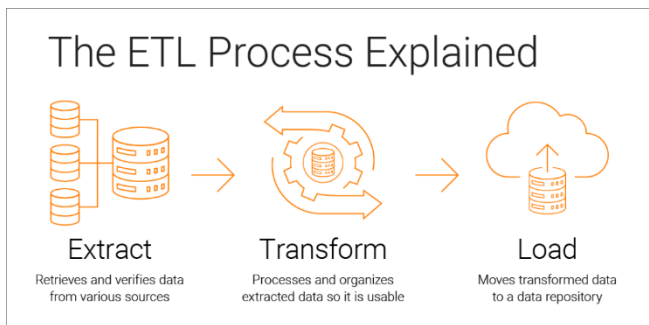 The ETL Process Explained
Extract
Retrieves and verifies data
from various sources
Transform
Processes and organizes
extracted data so it is usable
Load
Moves transformed data
to a data repository